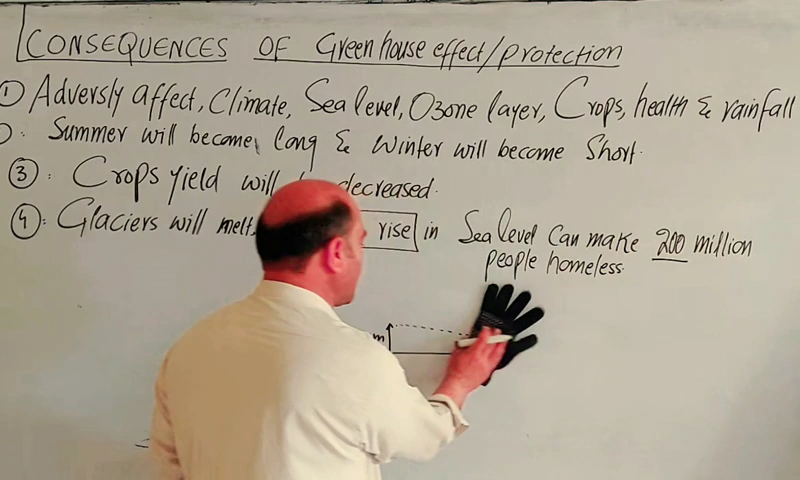 CONSEQUENCES OF Green house effect/protection
① Adversly affect, Climate, Sea level, Ozone layer, Crops, health & rainfall
: Summer will become long & Winter will become Short.
③: Crops yield will decreased.
④: Glaciers will melt, rise in Sea level Can make 200 million
people homeless.
m